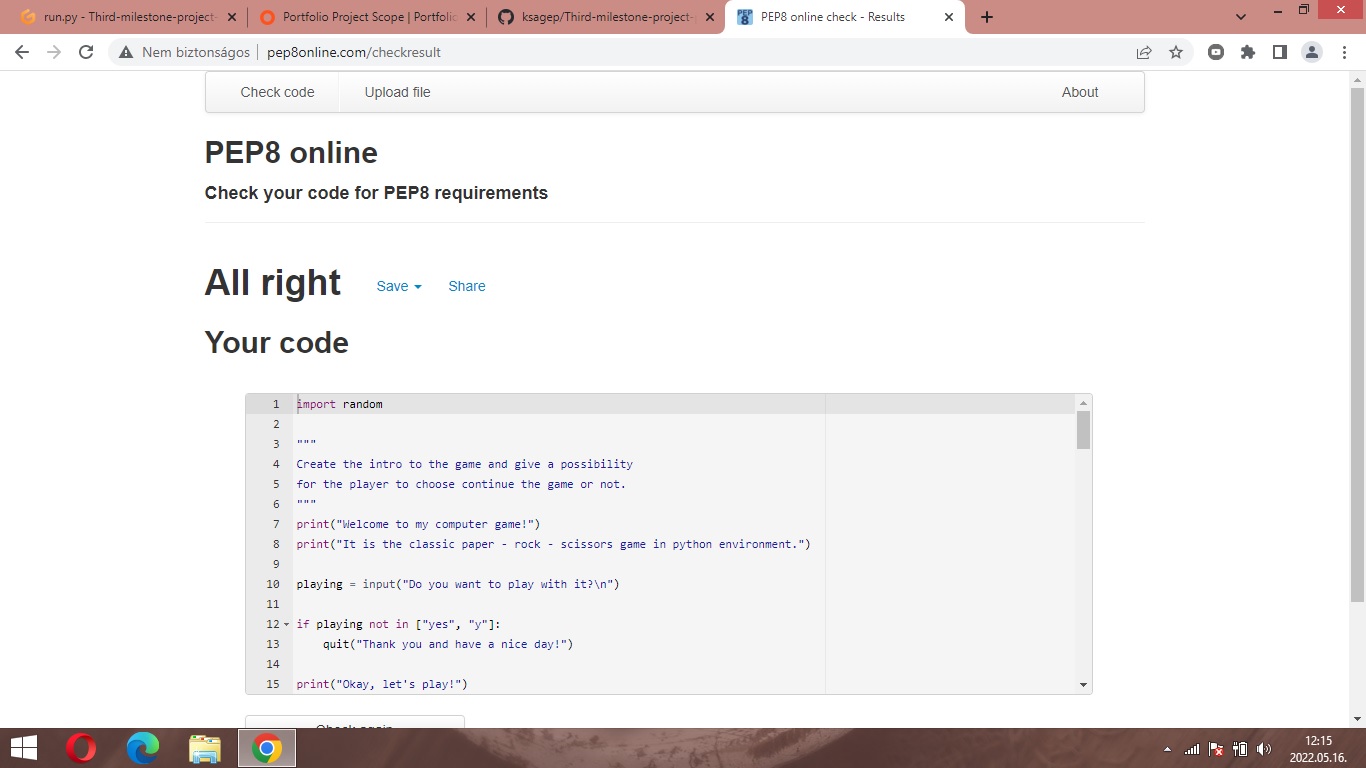 run.py - Third-milestone-project-
Portfolio Project Scope | Portfolio
ksagep/Third-milestone-project-
PEP8 online check - Results
Nem biztonságos pep8online.com/checkresult
Check code Upload file About
PEP8 online
Check your code for PEP8 requirements
All right Save Share
Your code
1 import random
2
3 """
4 Create the intro to the game and give a possibility
5 for the player to choose continue the game or not.
6 """
7 print("Welcome to my computer game!")
8 print("It is the classic paper - rock - scissors game in python environment.")
9
10 playing = input("Do you want to play with it?\n")
11
12 if playing not in ["yes", "y"]:
13 quit("Thank you and have a nice day!")
14
15 print("Okay, let's play!")
Check again
12:15
2022.05.16.